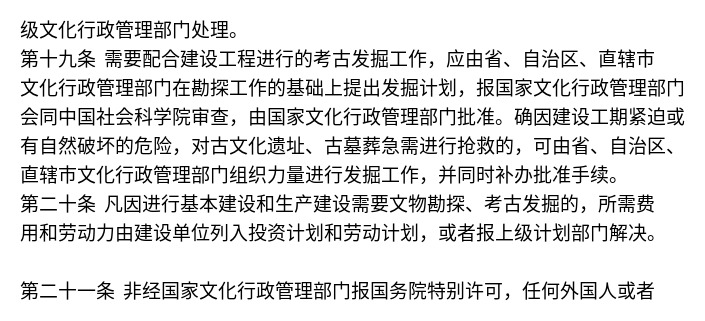 级文化行政管理部门处理。
第十九条 需要配合建设工程进行的考古发掘工作，应由省、自治区、直辖市
文化行政管理部门在勘探工作的基础上提出发掘计划，报国家文化行政管理部门
会同中国社会科学院审查，由国家文化行政管理部门批准。确因建设工期紧迫或
有自然破坏的危险，对古文化遗址、古墓葬急需进行抢救的，可由省、自治区、
直辖市文化行政管理部门组织力量进行发掘工作，并同时补办批准手续。
第二十条 凡因进行基本建设和生产建设需要文物勘探、考古发掘的，所需费
用和劳动力由建设单位列入投资计划和劳动计划，或者报上级计划部门解决。
第二十一条 非经国家文化行政管理部门报国务院特别许可，任何外国人或者